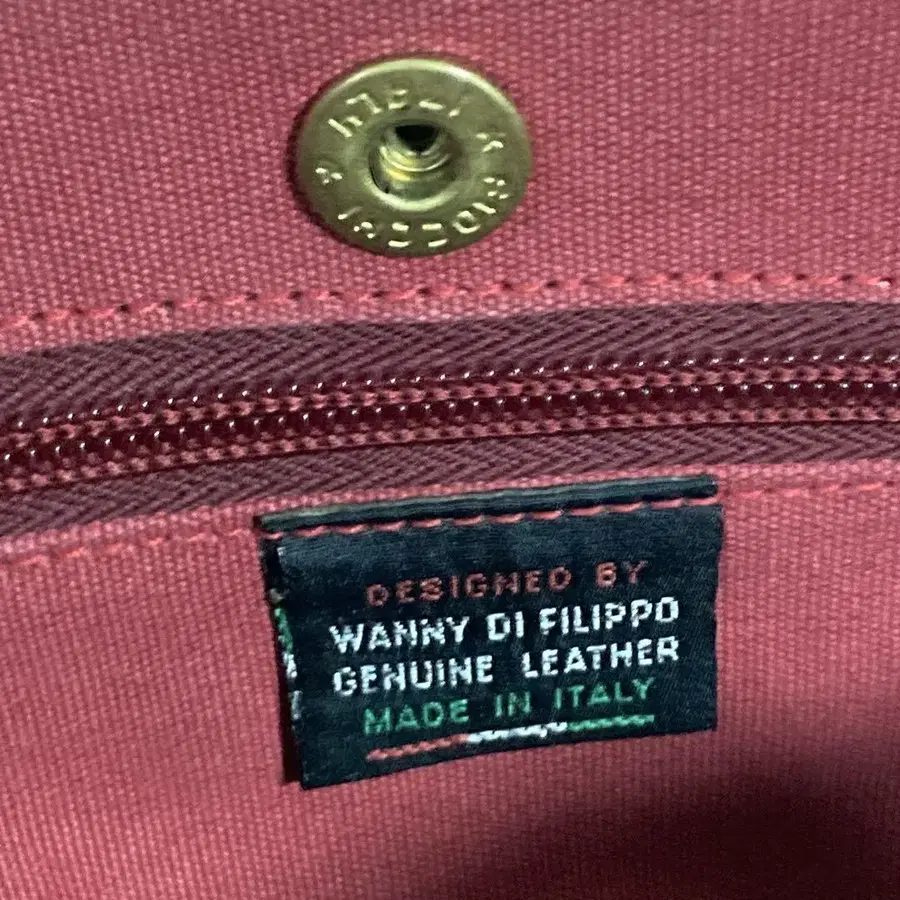 DESIGNED BY
WANNY DI FILIPPO
GENUINE LEATHER
MADE IN ITALY